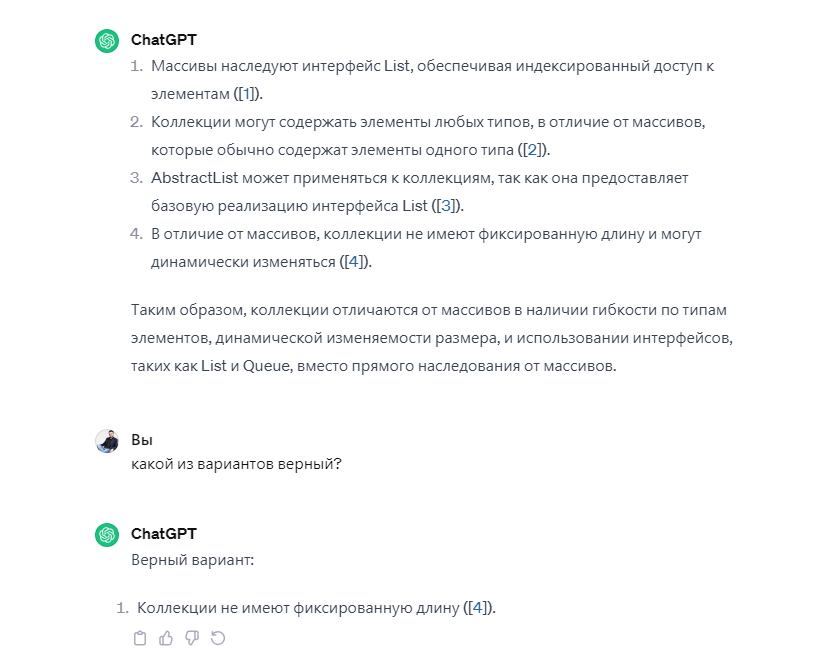 ChatGPT
1. Массивы наследуют интерфейс List, обеспечивая индексированный доступ к
элементам ([1]).
2. Коллекции могут содержать элементы любых типов, в отличие от массивов,
которые обычно содержат элементы одного типа ([2]).
3. AbstractList может применяться к коллекциям, так как она предоставляет
базовую реализацию интерфейса List ([3]).
4. В отличие от массивов, коллекции не имеют фиксированную длину и могут
динамически изменяться ([4]).
Таким образом, коллекции отличаются от массивов в наличии гибкости по типам
элементов, динамической изменяемости размера, и использовании интерфейсов,
таких как List и Queue, вместо прямого наследования от массивов.
Вы
какой из вариантов верный?
ChatGPT
Верный вариант:
1. Коллекции не имеют фиксированную длину ([4]).